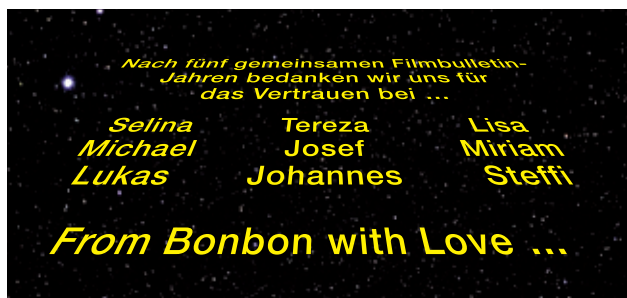 Nach fünf gemeinsamen Filmbulletin-
Jahren bedanken wir uns für
das Vertrauen bei ...
Selina Tereza Lisa
Michael Josef Miriam
Lukas Johannes Steffi
From Bonbon with Love ...